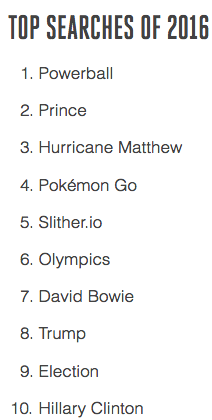 TOP SEARCHES OF 2016
1. Powerball
2. Prince
3. Hurricane Matthew
4. Pokémon Go
5. Slither.io
6. Olympics
7. David Bowie
8. Trump
9. Election
10. Hillary Clinton